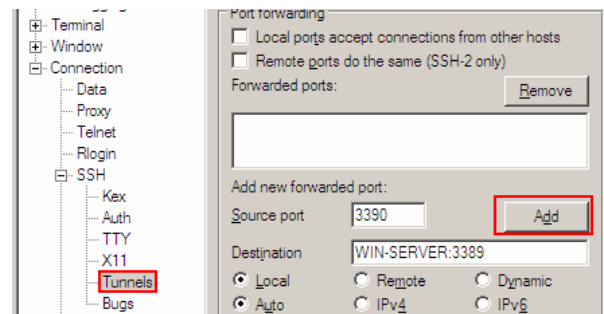 Terminal
Window
Connection
Data
Proxy
Telnet
Rlogin
SSH
Kex
Auth
TTY
X11
Tunnels
Bugs
Port forwarding
Local ports accept connections from other hosts
Remote ports do the same (SSH-2 only)
Forwarded ports:
Remove
Add new forwarded port:
Source port
3390
Add
Destination
WIN-SERVER:3389
Local Remote Dynamic
Auto IPv4 IPv6